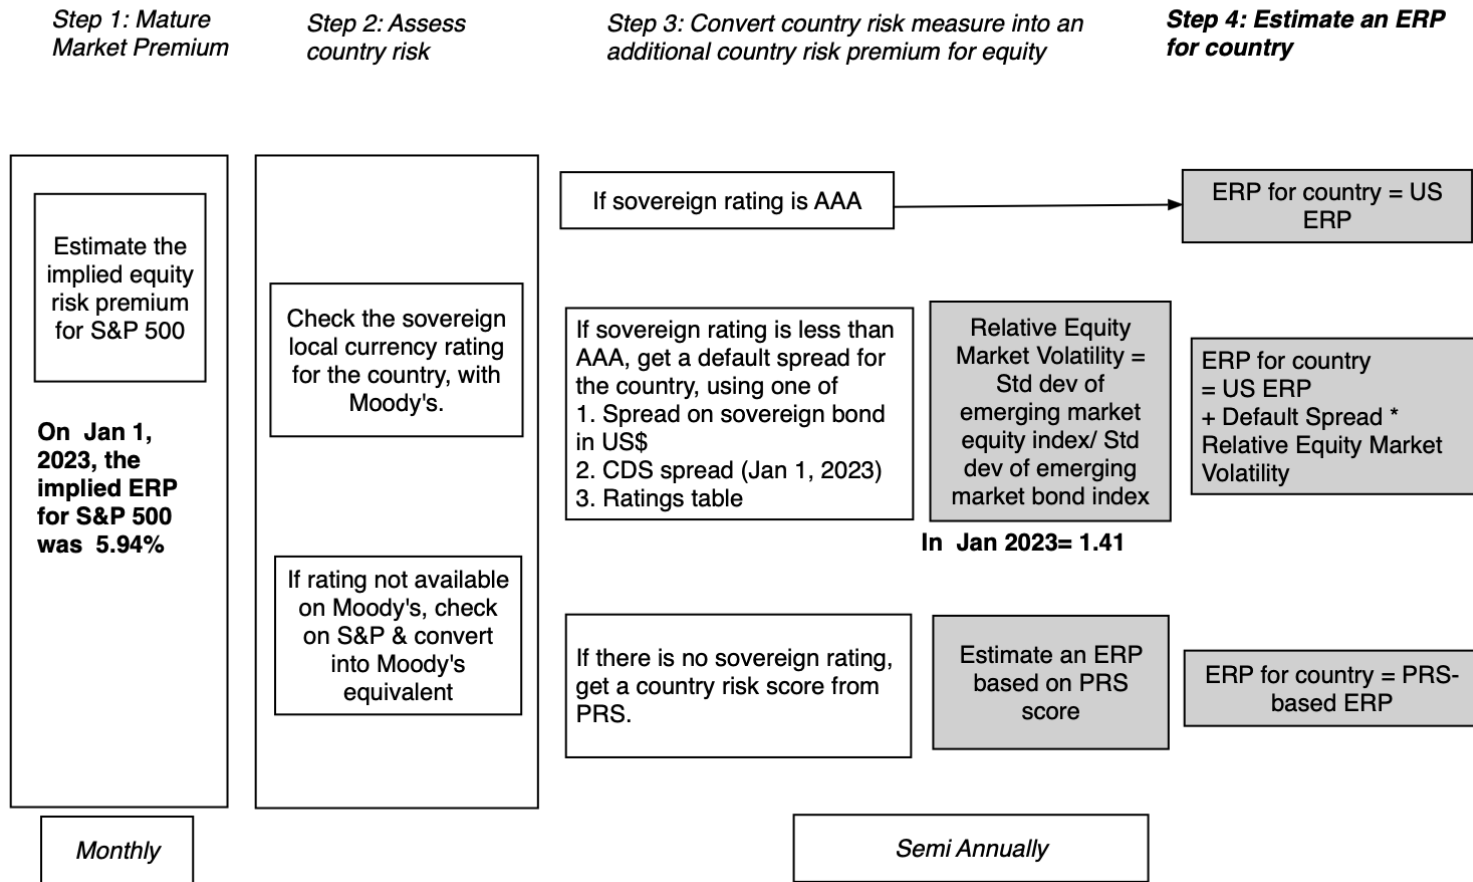 Step 1: Mature
Market Premium
Step 2: Assess
country risk
Step 3: Convert country risk measure into an
additional country risk premium for equity
Step 4: Estimate an ERP
for country
Estimate the
implied equity
risk premium
for S&P 500
On  Jan 1,
2023, the
implied ERP
for S&P 500
was  5.94%
Monthly
Check the sovereign
local currency rating
for the country, with
Moody's.
If rating not available
on Moody's, check
on S&P & convert
into Moody's
equivalent
If sovereign rating is AAA
ERP for country = US
ERP
If sovereign rating is less than
AAA, get a default spread for
the country, using one of
1. Spread on sovereign bond
in US$
2. CDS spread (Jan 1, 2023)
3. Ratings table
Relative Equity
Market Volatility =
Std dev of
emerging market
equity index/ Std
dev of emerging
market bond index
In  Jan 2023= 1.41
ERP for country
= US ERP
+ Default Spread *
Relative Equity Market
Volatility
If there is no sovereign rating,
get a country risk score from
PRS.
Estimate an ERP
based on PRS
score
ERP for country = PRS-
based ERP
Semi Annually